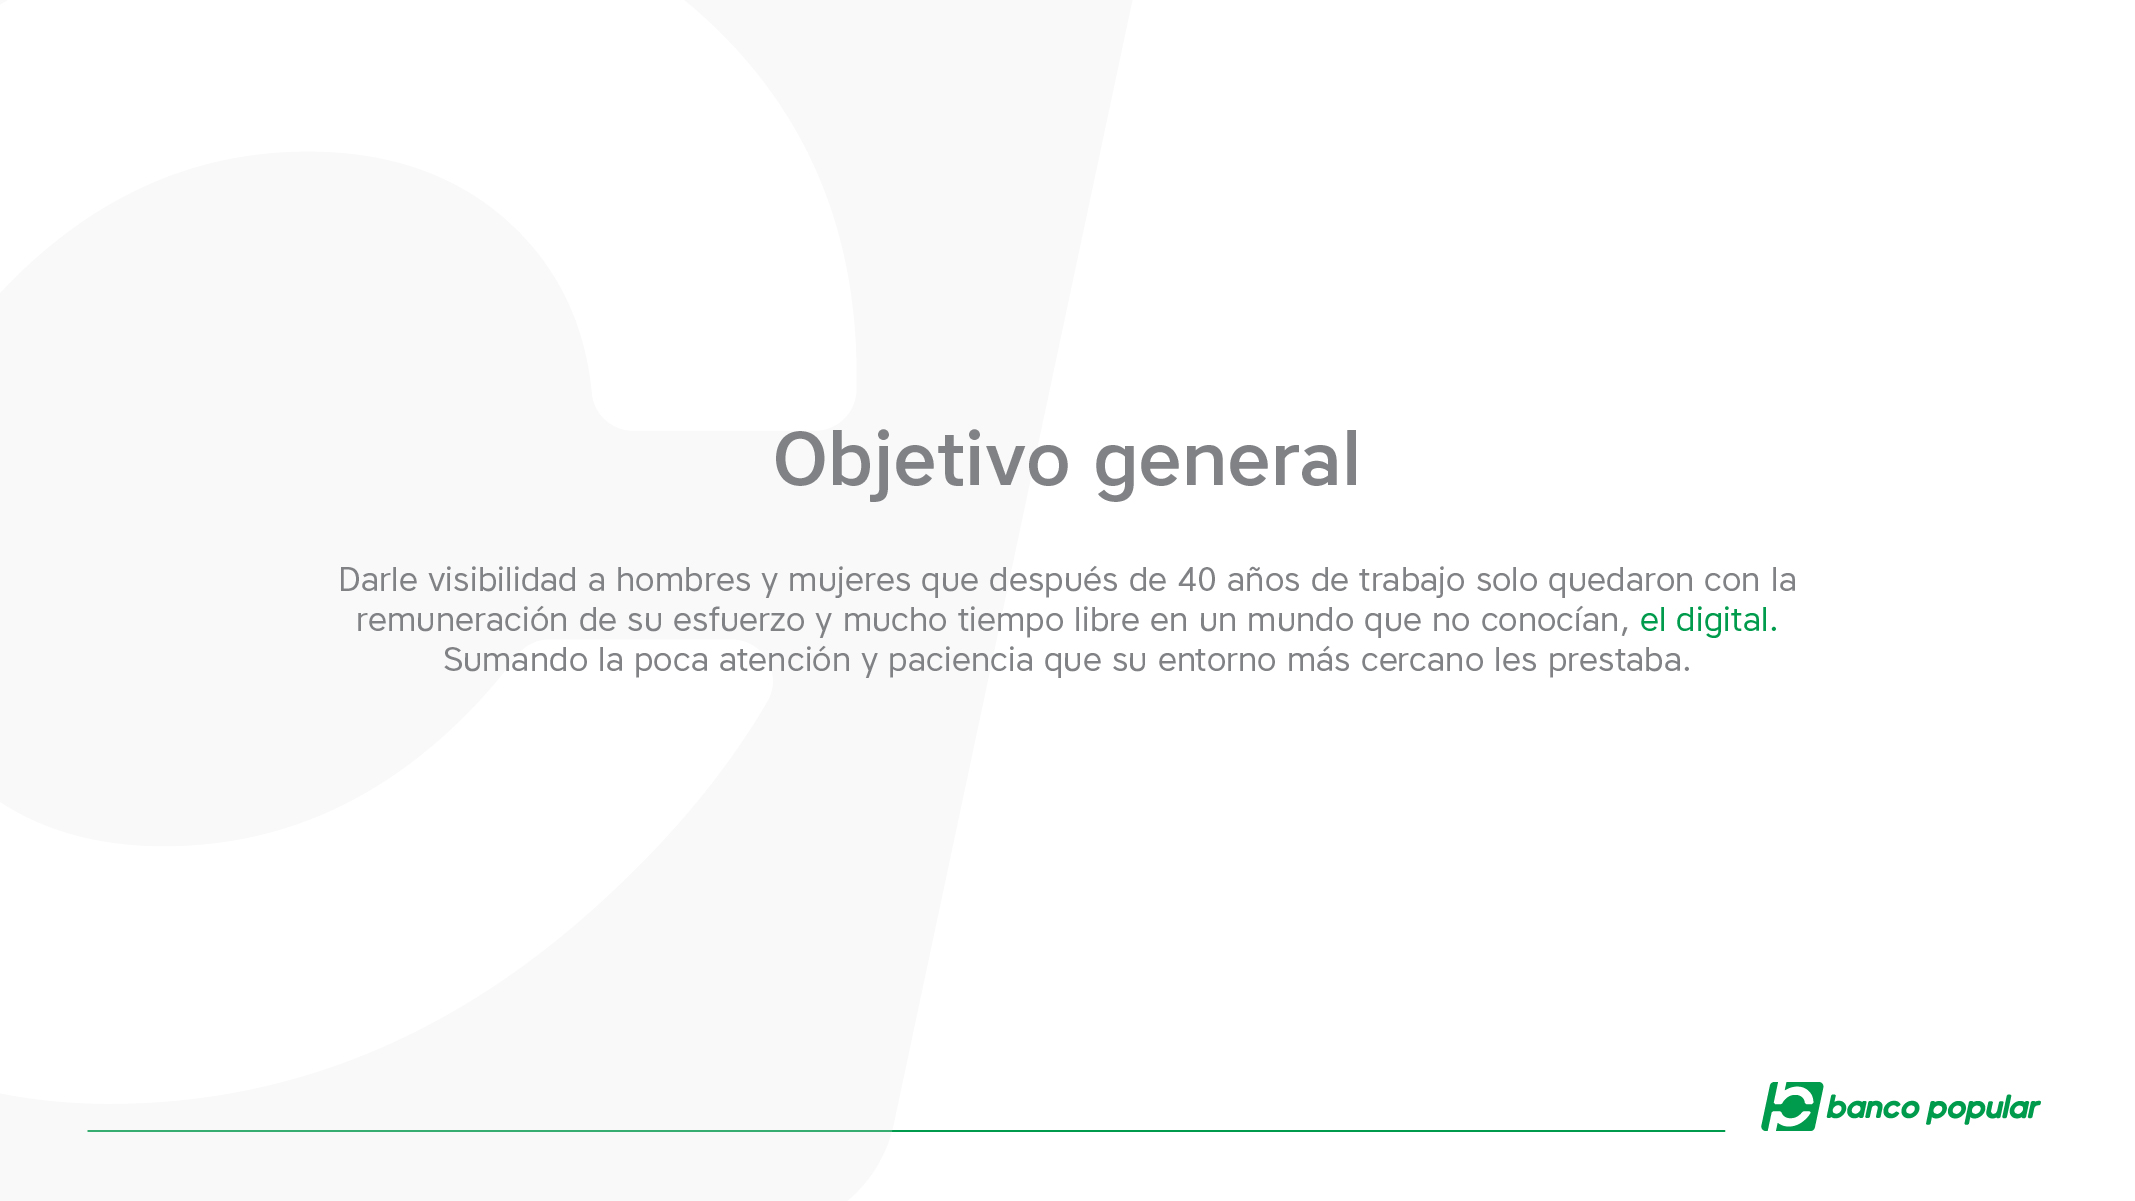 Objetivo general
Darle visibilidad a hombres y mujeres que después de 40 años de trabajo solo quedaron con la
remuneración de su esfuerzo y mucho tiempo libre en un mundo que no conocían, el digital.
Sumando la poca atención y paciencia que su entorno más cercano les prestaba.
banco popular